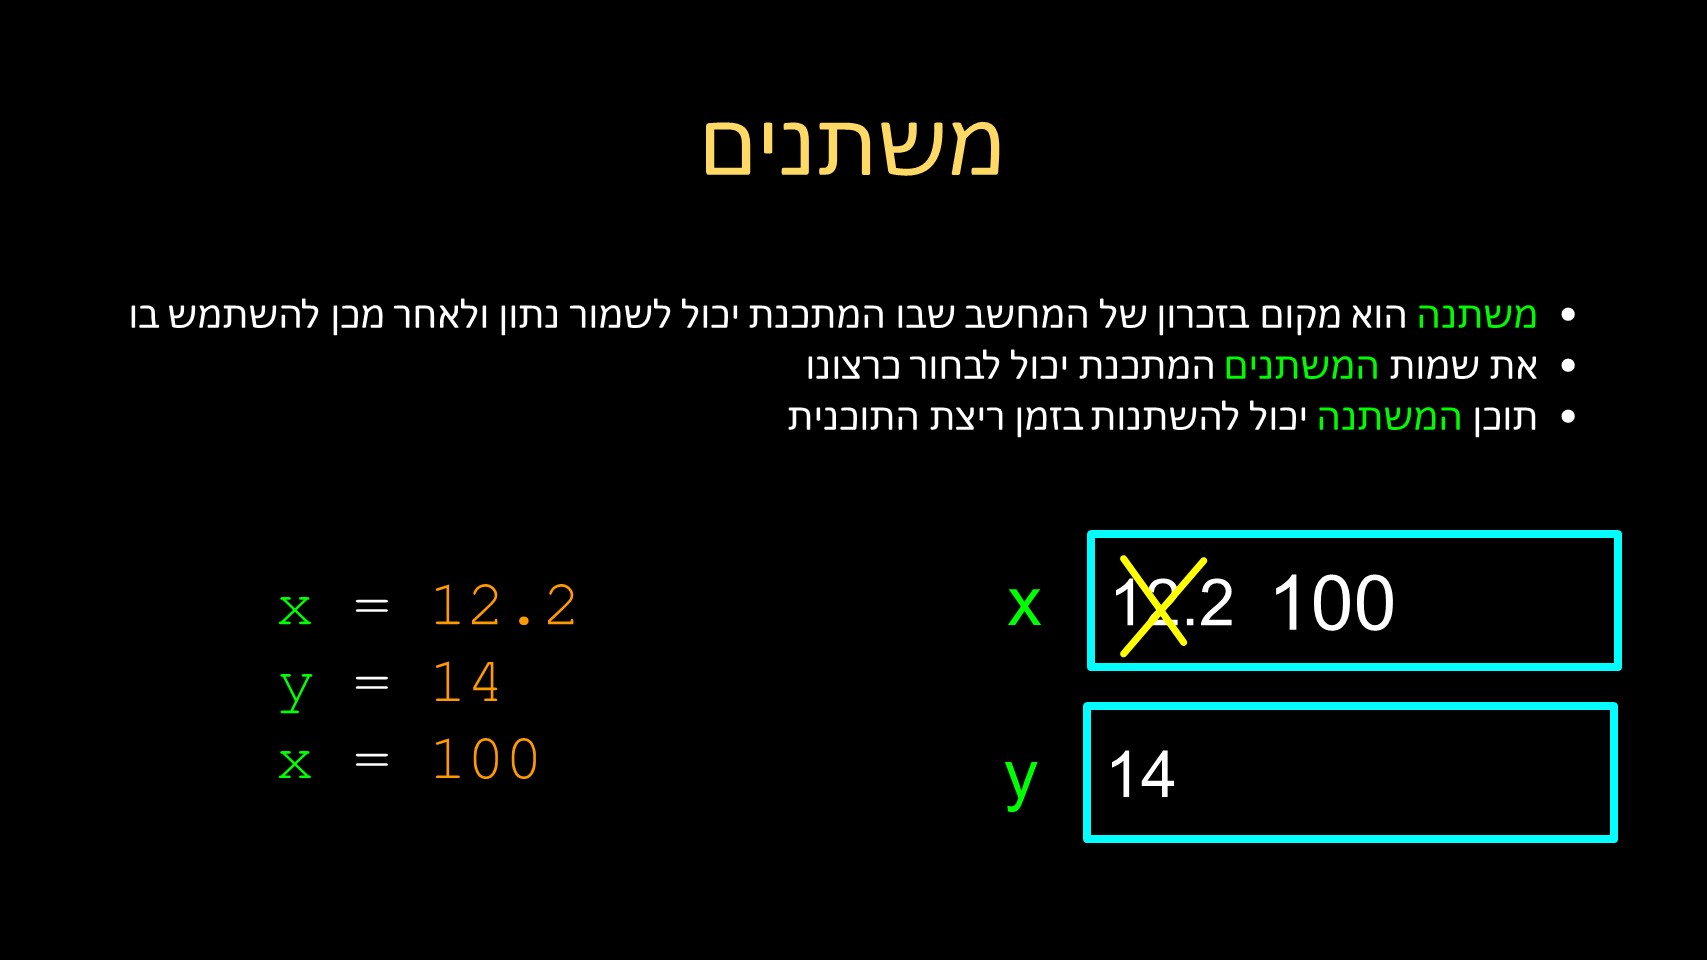 משתנים
• משתנה הוא מקום בזכרון של המחשב שבו המתכנת יכול לשמור נתון ולאחר מכן להשתמש בו
• את שמות המשתנים המתכנת יכול לבחור כרצונו
• תוכן המשתנה יכול להשתנות בזמן ריצת התוכנית
x = 12.2
y = 14
x = 100
x 12.2 100
y 14